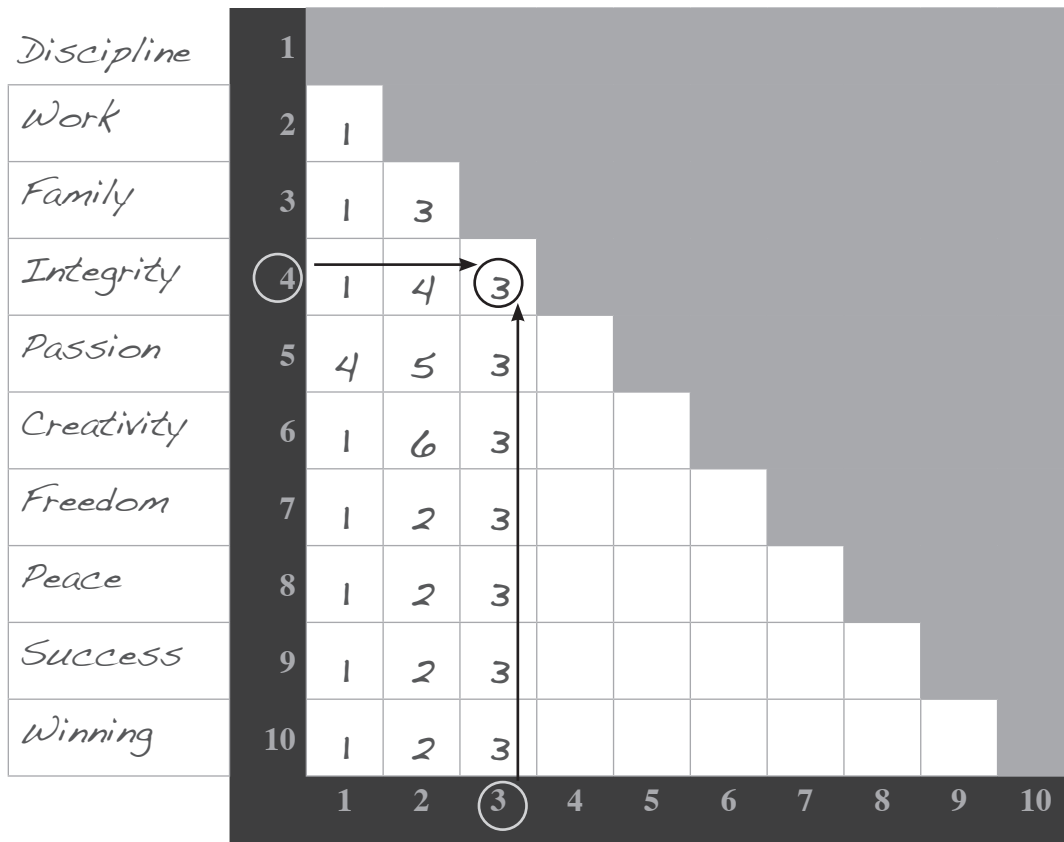 Discipline 1
Work 2 1
Family 3 1 3
Integrity 4 1 4 3
Passion 5 4 5 3
Creativity 6 1 6 3
Freedom 7 1 2 3
Peace 8 1 2 3
Success 9 1 2 3
Winning 10 1 2 3
1 2 3 4 5 6 7 8 9 10